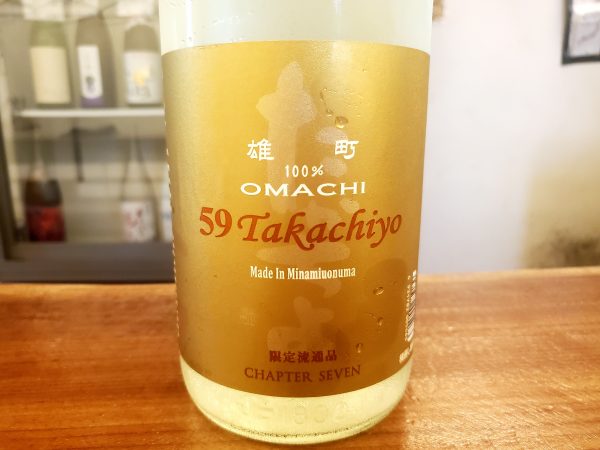 雄町
100%
OMACHI
59 Takachiyo
Made In Minamiuonuma
限定流通品
CHAPTER SEVEN